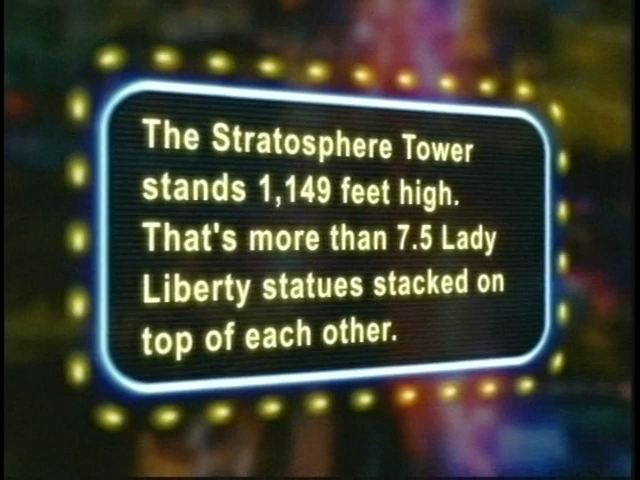 The Stratosphere Tower
stands 1,149 feet high.
That's more than 7.5 Lady
Liberty statues stacked on
top of each other.